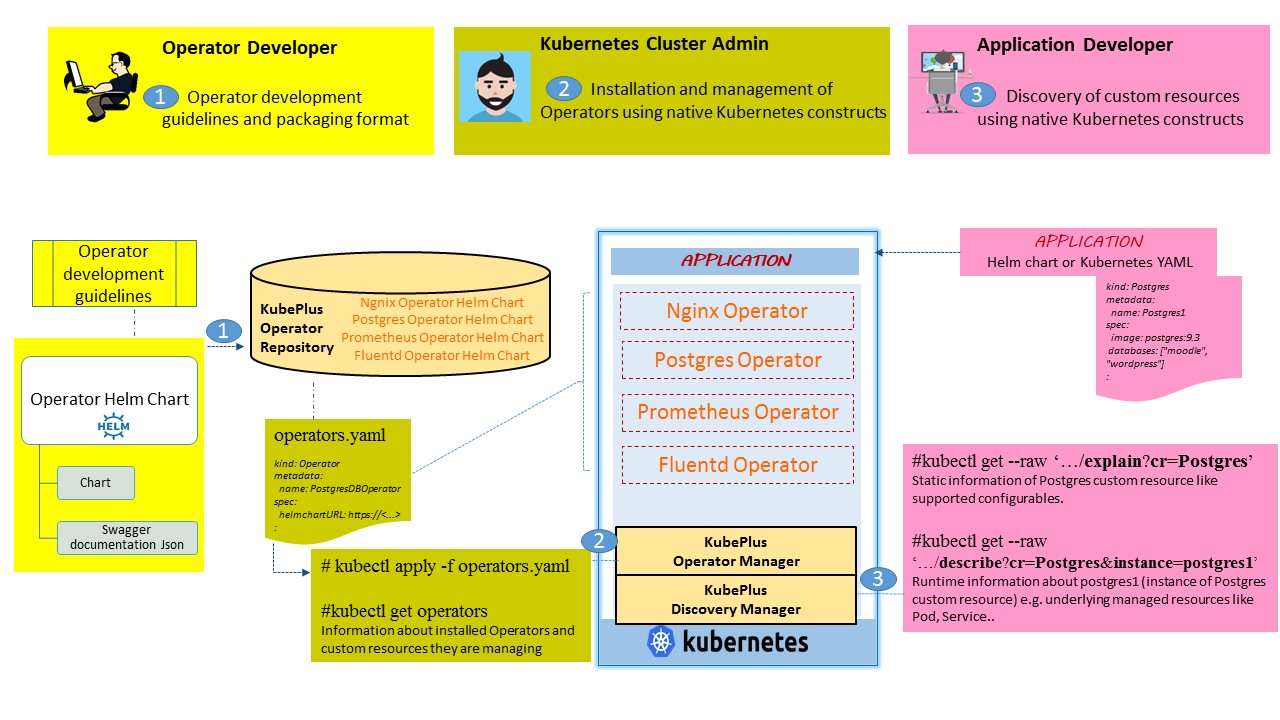 Operator Developer
1
Operator development
guidelines and packaging format
Kubernetes Cluster Admin
2
Installation and management of
Operators using native Kubernetes constructs
Application Developer
3
Discovery of custom resources
using native Kubernetes constructs
Operator
development
guidelines
1
Operator Helm Chart
HELM
Chart
Swagger
documentation Json
KubePlus
Operator
Repository
Ngnix Operator Helm Chart
Postgres Operator Helm Chart
Prometheus Operator Helm Chart
Fluentd Operator Helm Chart
operators.yaml
kind: Operator
metadata:
name: PostgresDBOperator
spec:
helmchartURL: https://<...>
:
# kubectl apply -f operators.yaml
#kubectl get operators
Information about installed Operators and
custom resources they are managing
APPLICATION
Nginx Operator
Postgres Operator
Prometheus Operator
Fluentd Operator
2
KubePlus
Operator Manager
KubePlus
Discovery Manager
3
kubernetes
APPLICATION
Helm chart or Kubernetes YAML
kind: Postgres
metadata:
name: Postgres1
spec:
image: postgres:9.3
databases: ["moodle",
"wordpress"]
:
#kubectl get --raw ‘…/explain?cr=Postgres’
Static information of Postgres custom resource like
supported configurables.
#kubectl get --raw
‘…/describe?cr=Postgres&instance=postgres1’
Runtime information about postgres1 (instance of Postgres
custom resource) e.g. underlying managed resources like
Pod, Service..